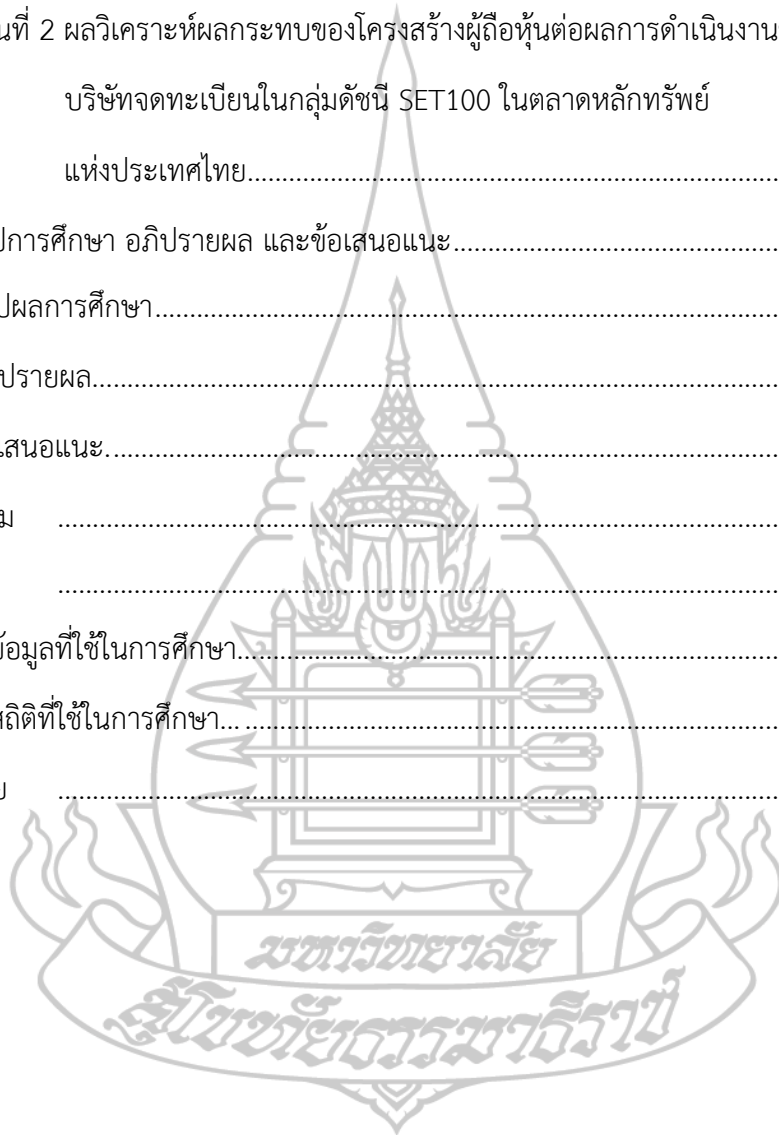 นที่ 2 ผลวิเคราะห์ผลกระทบของโครงสร้างผู้ถือหุ้นต่อผลการดำเนินงาน
บริษัทจดทะเบียนในกลุ่มดัชนี SET100 ในตลาดหลักทรัพย์
แห่งประเทศไทย................................................................................
ปการศึกษา อภิปรายผล และข้อเสนอแนะ.................................................
ปผลการศึกษา..............................................................................................
ปรายผล........................................................................................................
เสนอแนะ.....................................................................................................
ม .............................................................................................................
.............................................................................................................
ข้อมูลที่ใช้ในการศึกษา.................................................................................
สถิติที่ใช้ในการศึกษา... ................................................................................
ย .............................................................................................................
มหาวิทยาลัย
สุโขทัยธรรมาธิราช